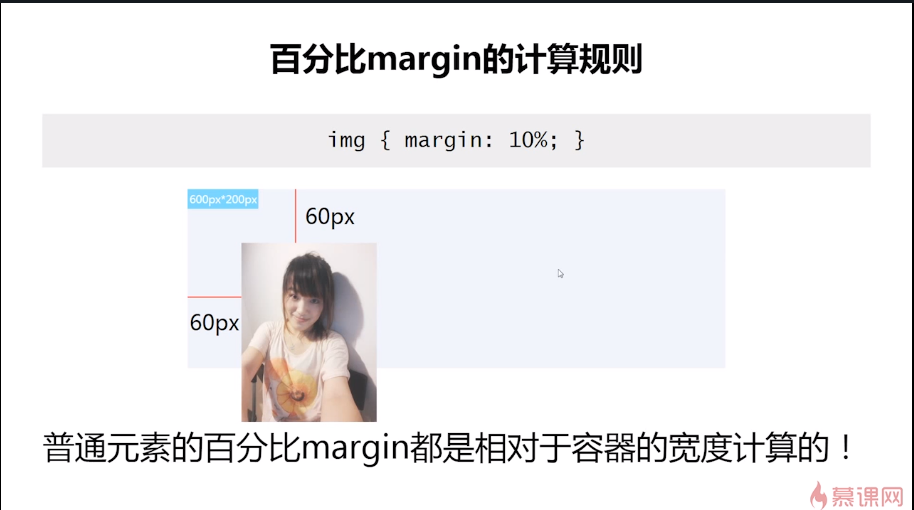 百分比margin的计算规则
img { margin: 10%; }
600px*200px
60px
60px
普通元素的百分比margin都是相对于容器的宽度计算的！
慕课网